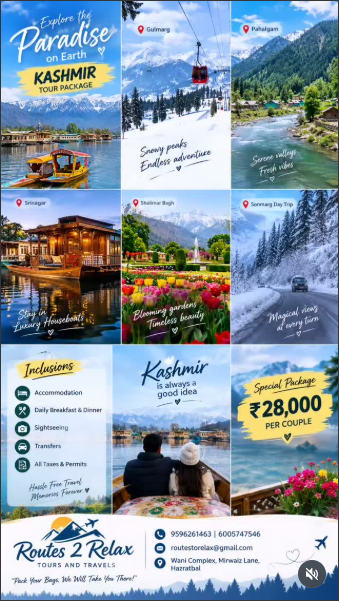 Explore the
Paradise
on Earth
KASHMIR
TOUR PACKAGE
Gulmarg
Snowy peaks
Endless adventure
Pahalgam
Serene valleys
Fresh vibes
Srinagar
Stay in
Luxury Houseboats
Shalimar Bagh
Blooming gardens
Timeless beauty
Sonmarg Day Trip
Magical views
at every turn
Inclusions
Accommodation
Daily Breakfast & Dinner
Sightseeing
Transfers
All Taxes & Permits
Hassle Free Travel
Memories Forever
Kashmir
is always a
good idea
Special Package
₹28,000
PER COUPLE
Routes 2 Relax
TOURS AND TRAVELS
"Pack Your Bags, We Will Take You There!"
9596261463 | 6005747546
routestorelax@gmail.com
Wani Complex, Mirwaiz Lane,
Hazratbal